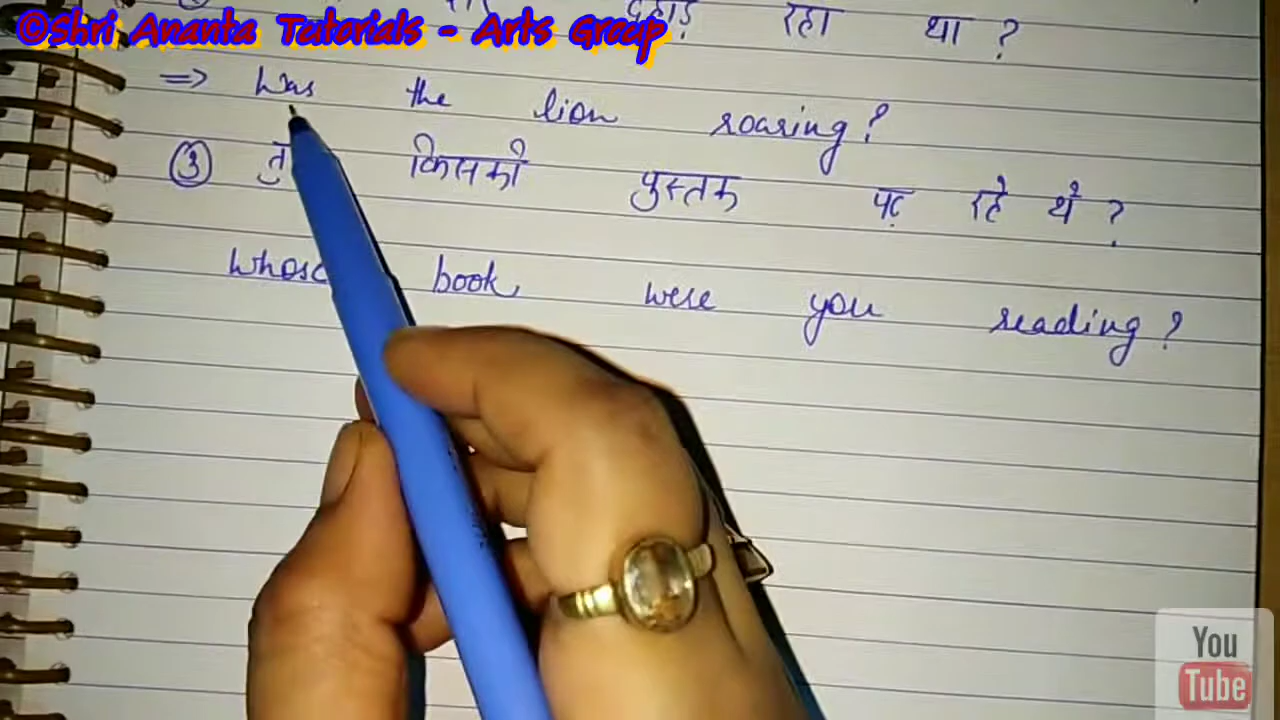 ©Shri Ananta Tutorials - Arts Group
दहाड़ रहा था ?
=> Was the lion roaring?
③ किसकी पुस्तक पढ़ रहे थे ?
Whose book were you reading?
You
Tube